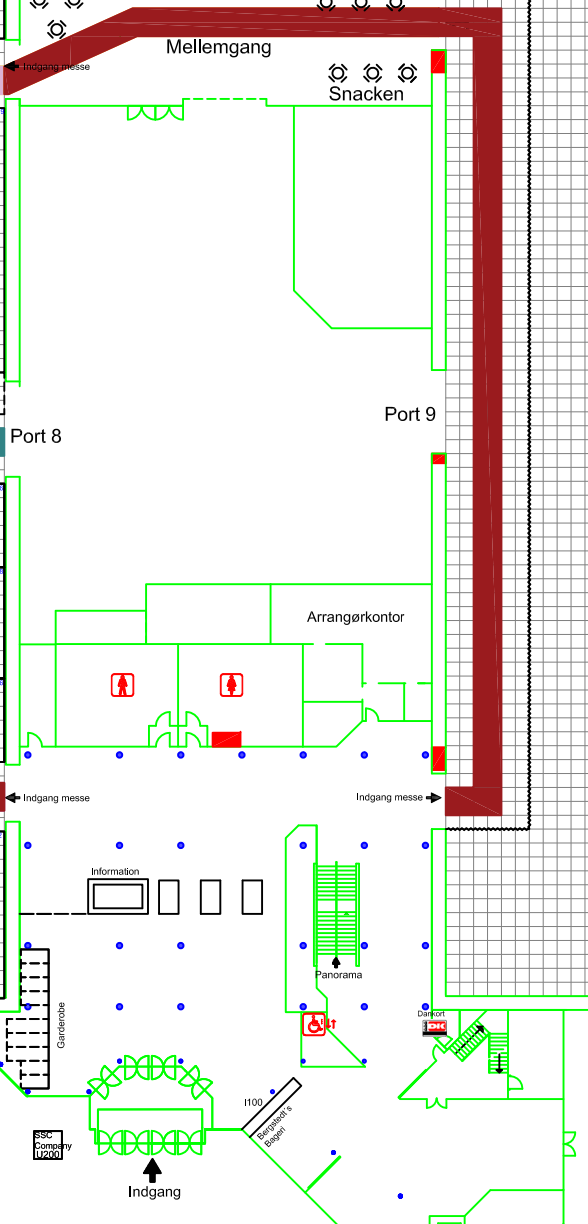 Mellemgang
Indgang messe
Snacken
Port 9
Port 8
Arrangørkontor
Indgang messe
Indgang messe
Information
Panorama
Garderobe
Dankort
DK
I100
Bergstedt's
Bageri
SSC
Company
U200
Indgang